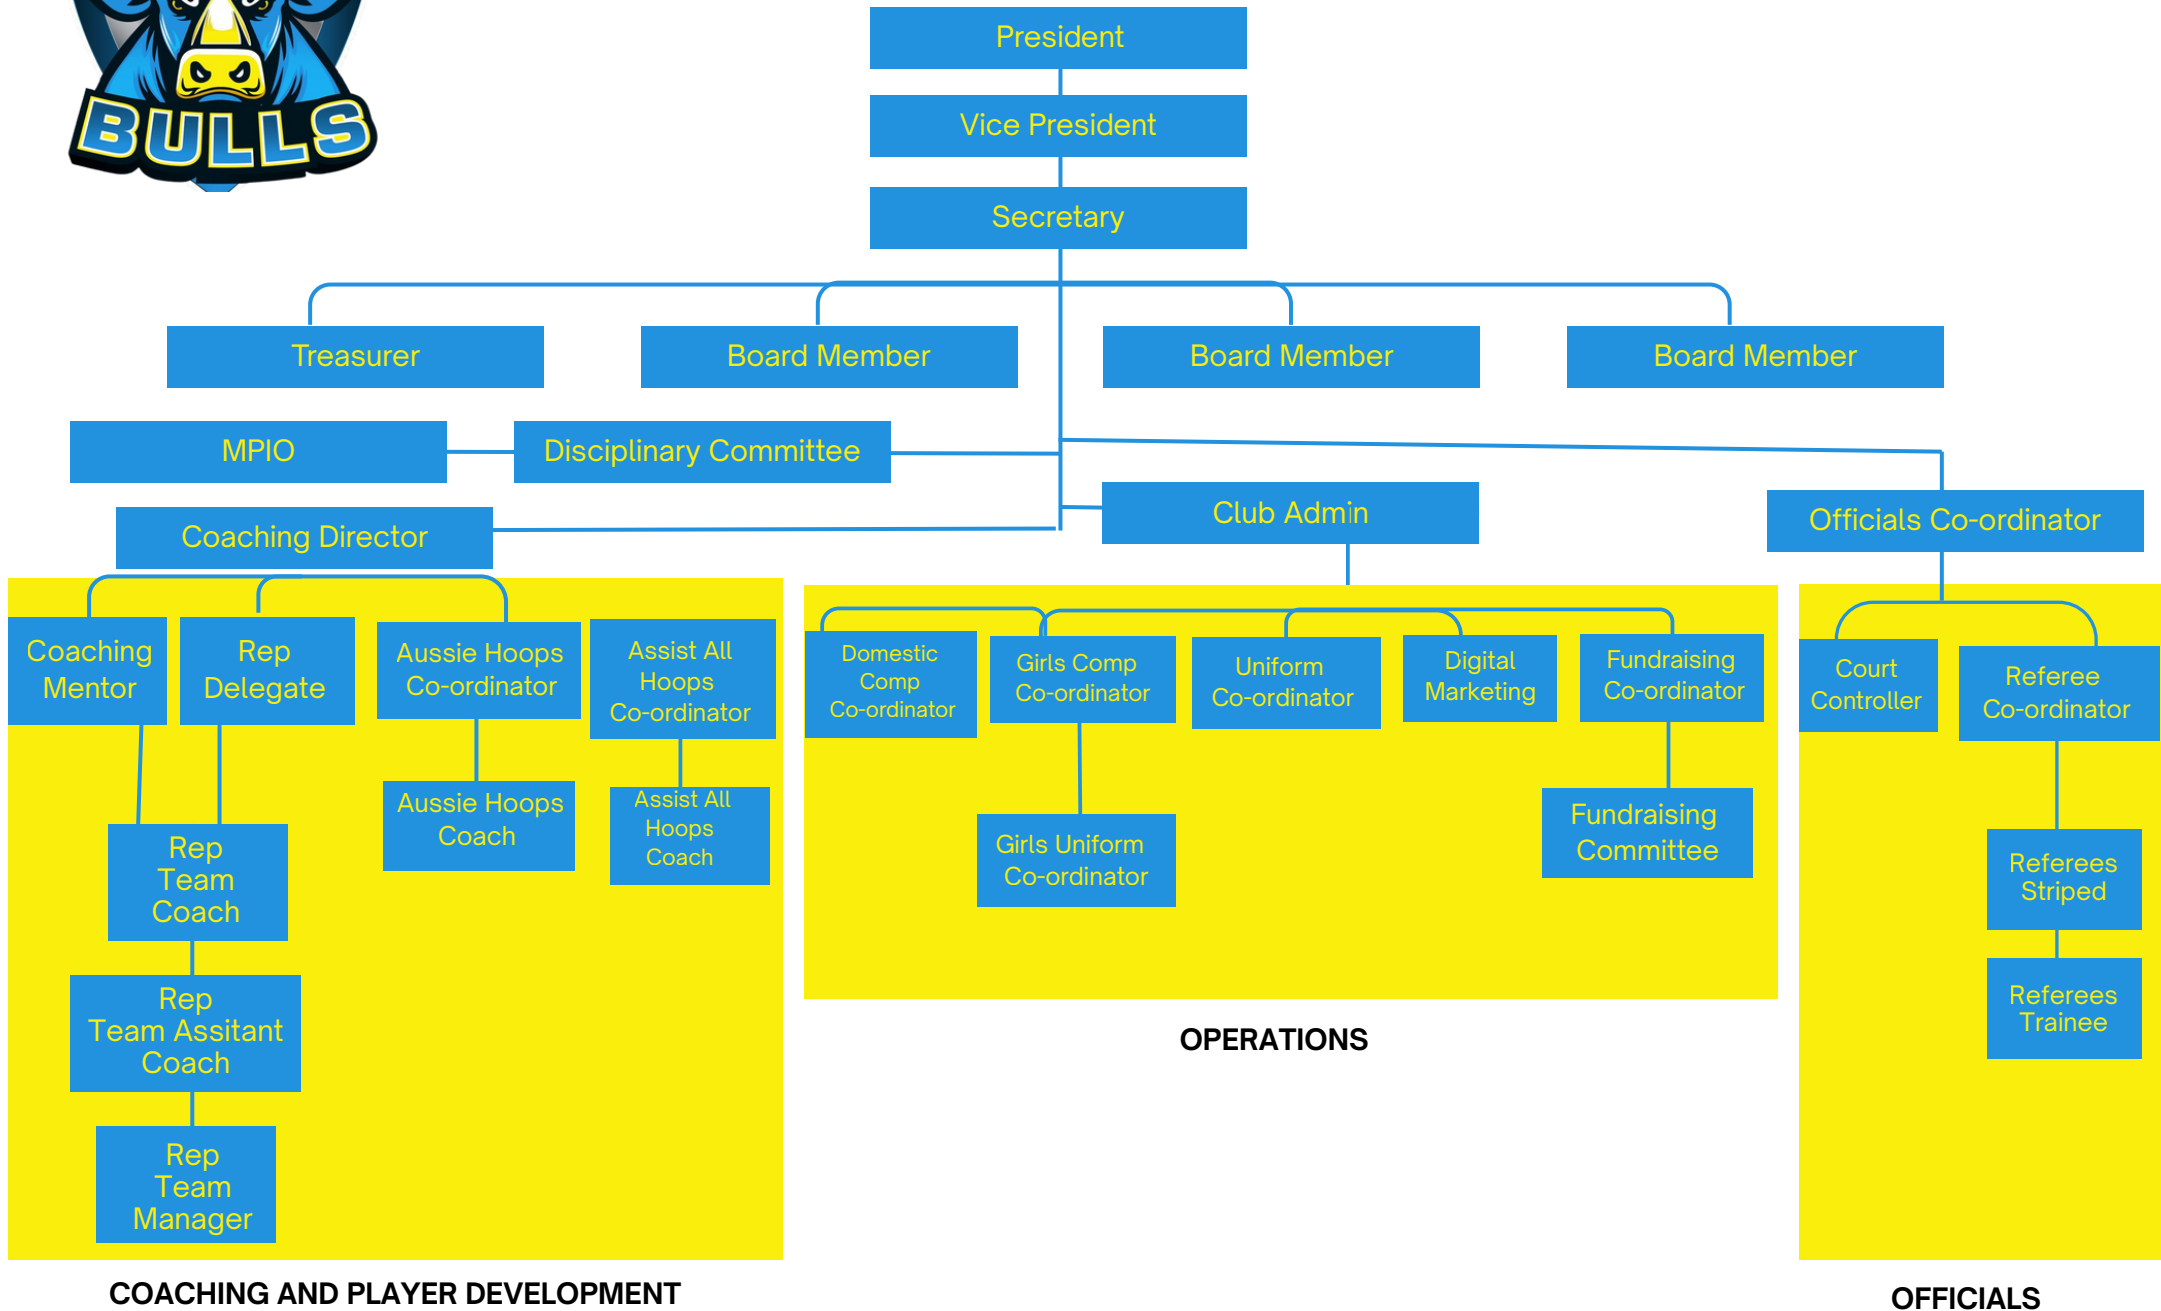 BULLS
President
Vice President
Secretary
Treasurer
Board Member
Board Member
Board Member
MPIO
Disciplinary Committee
Club Admin
Officials Co-ordinator
Coaching Director
Coaching
Mentor
Rep
Delegate
Aussie Hoops
Co-ordinator
Assist All
Hoops
Co-ordinator
Domestic
Comp
Co-ordinator
Girls Comp
Co-ordinator
Uniform
Co-ordinator
Digital
Marketing
Fundraising
Co-ordinator
Court
Controller
Referee
Co-ordinator
Aussie Hoops
Coach
Assist All
Hoops
Coach
Rep
Team
Coach
Girls Uniform
Co-ordinator
Fundraising
Committee
Referees
Striped
Rep
Team Assitant
Coach
Referees
Trainee
Rep
Team
Manager
OPERATIONS
COACHING AND PLAYER DEVELOPMENT
OFFICIALS